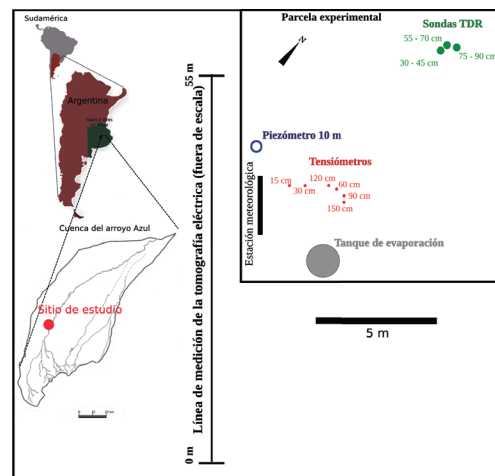 Sudamérica
Argentina
Cuenca del arroyo Azul
Sitio de estudio
55 m
Línea de medición de la tomografía eléctrica (fuera de escala)
0 m
Parcela experimental
N
Sondas TDR
55 - 70 cm
30 - 45 cm
75 - 90 cm
Piezómetro 10 m
Estación meteorológica
Tensiómetros
15 cm
30 cm
120 cm
60 cm
90 cm
150 cm
Tanque de evaporación
5 m